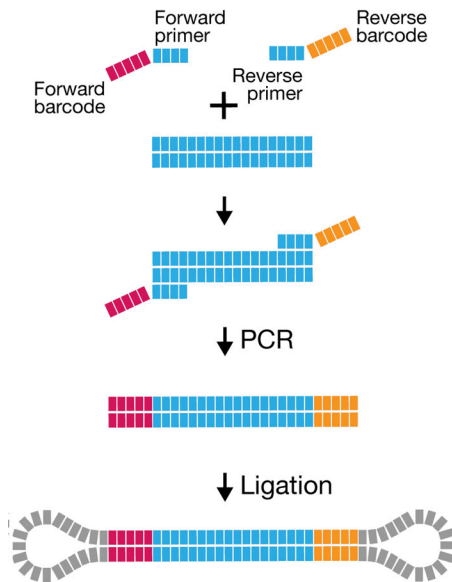 Forward
primer
Reverse
barcode
Forward
barcode
Reverse
primer
+
PCR
Ligation